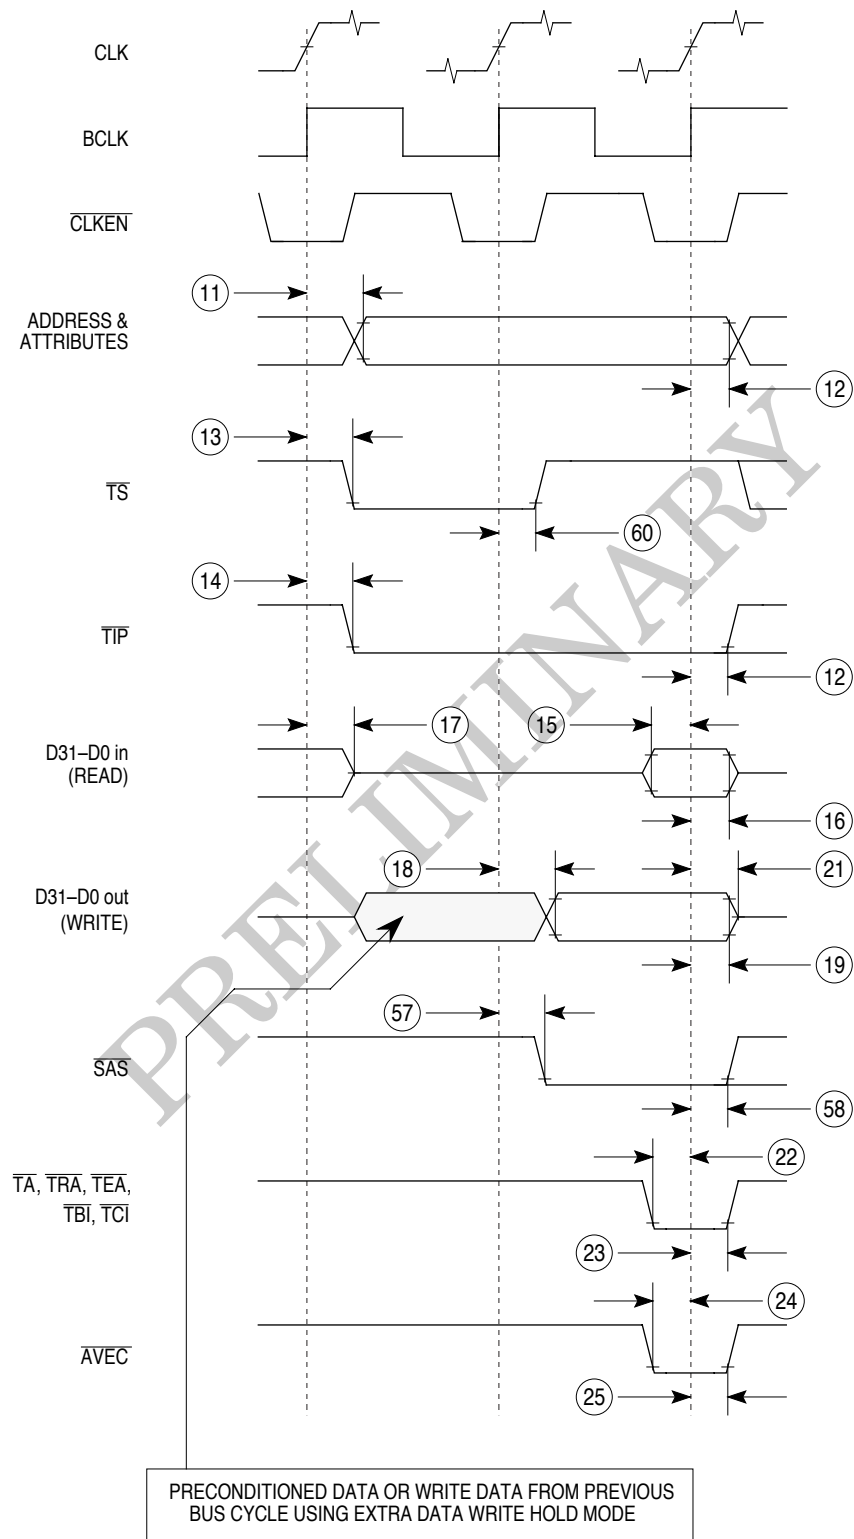 CLK
BCLK
CLKEN
11
ADDRESS &
ATTRIBUTES
12
13
TS
60
14
TIP
12
17
15
D31–D0 in
(READ)
16
18
21
D31–D0 out
(WRITE)
19
57
SAS
58
22
TA, TRA, TEA,
TBI, TCI
23
24
AVEC
25
PRELIMINARY
PRECONDITIONED DATA OR WRITE DATA FROM PREVIOUS
BUS CYCLE USING EXTRA DATA WRITE HOLD MODE